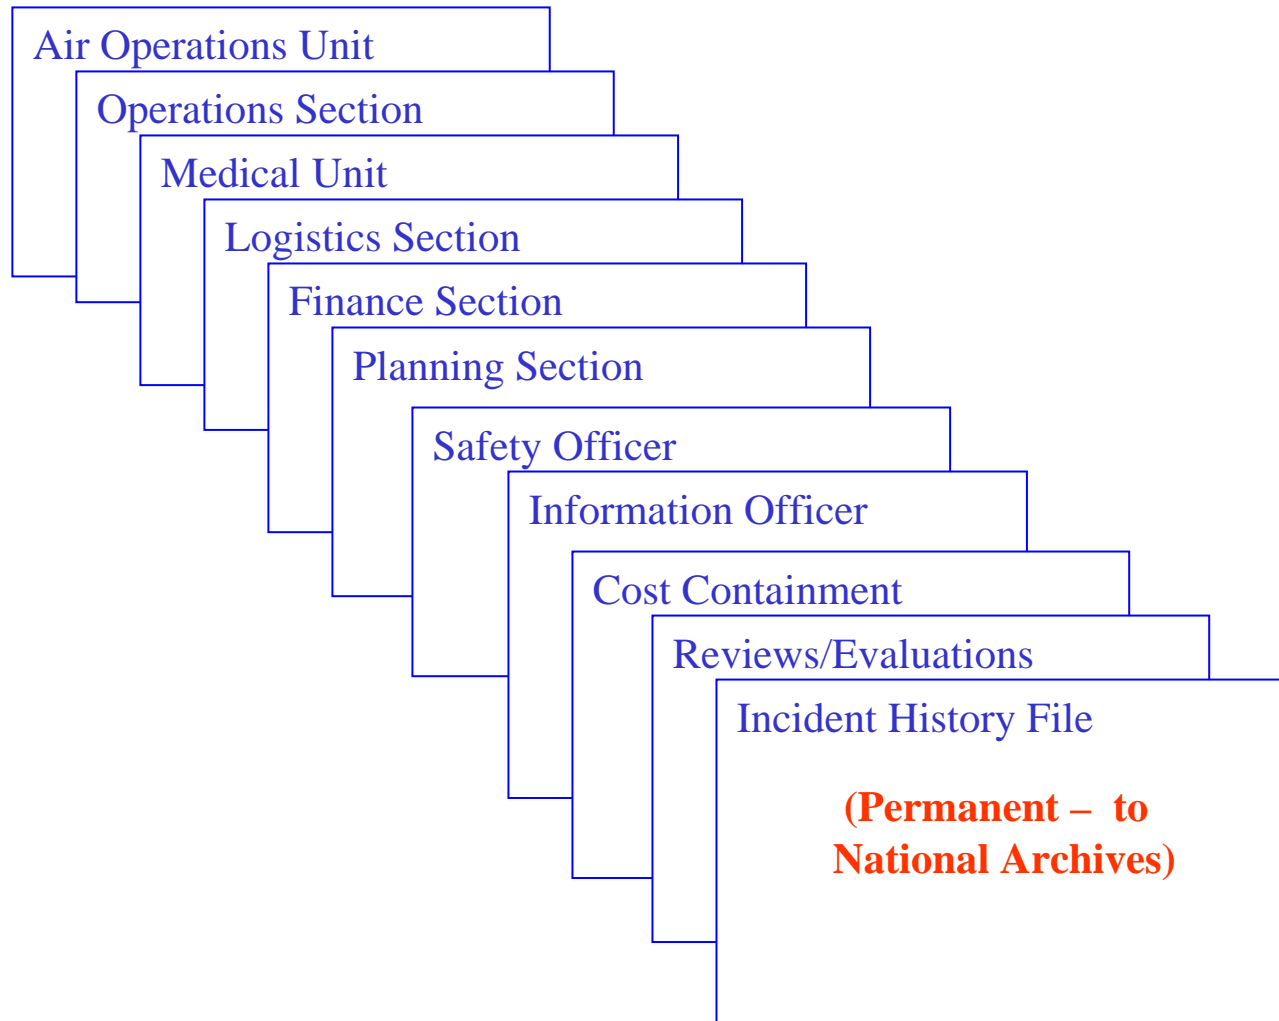 Air Operations Unit
Operations Section
Medical Unit
Logistics Section
Finance Section
Planning Section
Safety Officer
Information Officer
Cost Containment
Reviews/Evaluations
Incident History File
(Permanent – to
National Archives)